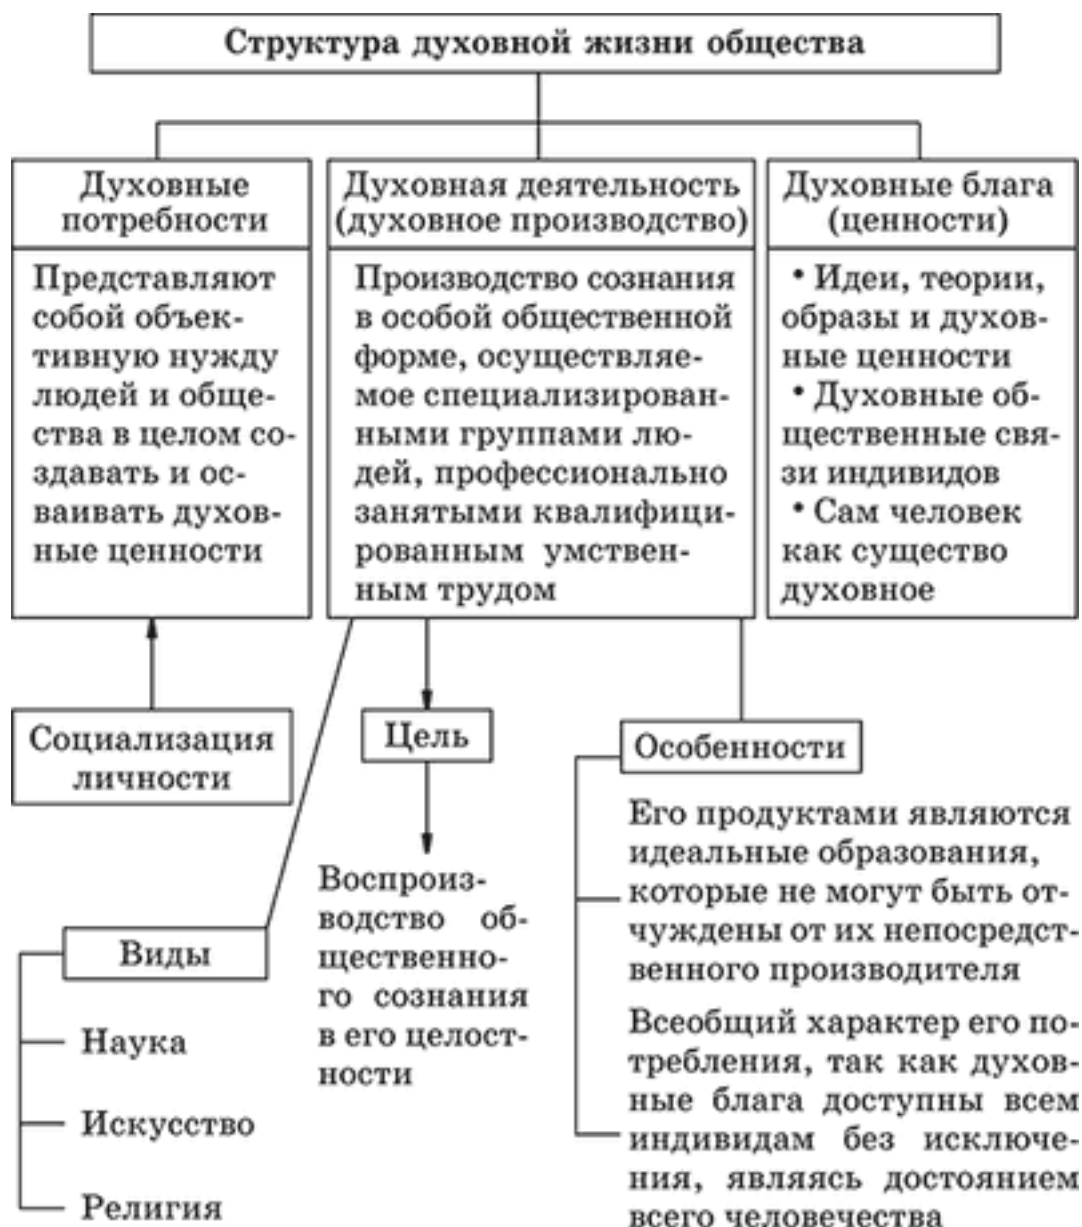 Структура духовной жизни общества
Духовные
потребности
Представляют
собой объек-
тивную нужду
людей и обще-
ства в целом со-
здавать и ос-
ваивать духов-
ные ценности
Духовная деятельность
(духовное производство)
Производство сознания
в особой общественной
форме, осуществляе-
мое специализирован-
ными группами лю-
дей, профессионально
занятыми квалифици-
рованным умствен-
ным трудом
Духовные блага
(ценности)
• Идеи, теории,
образы и духов-
ные ценности
• Духовные об-
щественные свя-
зи индивидов
• Сам человек
как существо
духовное
Социализация
личности
Виды
Наука
Искусство
Религия
Цель
Воспроиз-
водство об-
щественно-
го сознания
в его целост-
ности
Особенности
Его продуктами являются
идеальные образования,
которые не могут быть от-
чуждены от их непосредст-
венного производителя
Всеобщий характер его по-
требления, так как духов-
ные блага доступны всем
индивидам без исключе-
ния, являясь достоянием
всего человечества